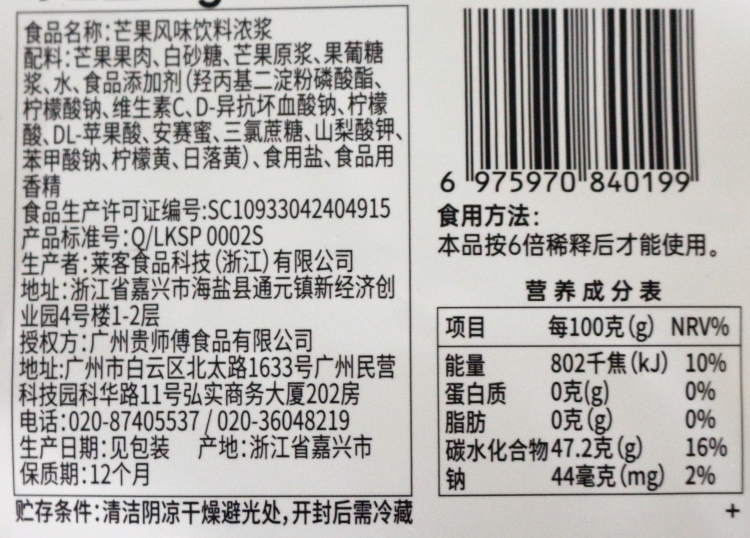 食品名称:芒果风味饮料浓浆
配料:芒果果肉、白砂糖、芒果原浆、果葡糖
浆、水、食品添加剂(羟丙基二淀粉磷酸酯、
柠檬酸钠、维生素C、D-异抗坏血酸钠、柠檬
酸、DL-苹果酸、安赛蜜、三氯蔗糖、山梨酸钾、
苯甲酸钠、柠檬黄、日落黄)、食用盐、食品用
香精
食品生产许可证编号:SC10933042404915
产品标准号:Q/LKSP 0002S
生产者:莱客食品科技(浙江)有限公司
地址:浙江省嘉兴市海盐县通元镇新经济创
业园4号楼1-2层
授权方:广州贵师傅食品有限公司
地址:广州市白云区北太路1633号广州民营
科技园科华路11号弘实商务大厦202房
电话:020-87405537 / 020-36048219
生产日期:见包装 产地:浙江省嘉兴市
保质期:12个月
贮存条件:清洁阴凉干燥避光处,开封后需冷藏
6 975970 840199
食用方法:
本品按6倍稀释后才能使用。
营养成分表
项目 每100克(g) NRV%
能量 802千焦(kJ) 10%
蛋白质 0克(g) 0%
脂肪 0克(g) 0%
碳水化合物 47.2克(g) 16%
钠 44毫克(mg) 2%